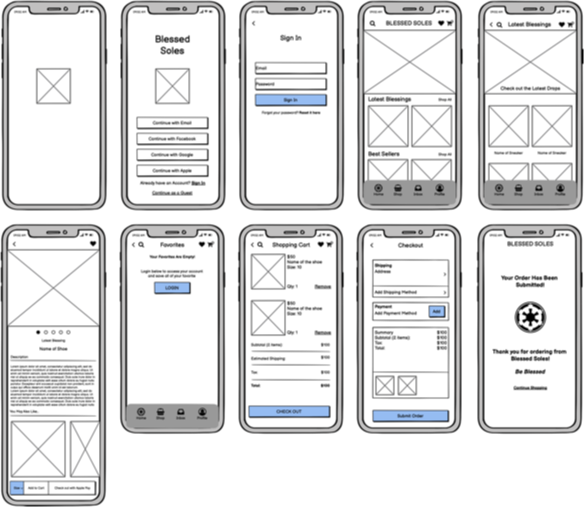 Blessed
Soles
Continue with Email
Continue with Facebook
Continue with Google
Continue with Apple
Already have an Account? Sign In
Continue as a Guest
Sign In
Email
Password
Sign In
Forgot your password? Reset it here
BLESSED SOLES
Latest Blessings
Shop All
Best Sellers
Shop All
Home
Shop
Inbox
Profile
Latest Blessings
Check out the Latest Drops
Name of Sneaker
Name of Sneaker
Home
Shop
Inbox
Profile
Latest Blessing
Name of Shoe
Description
You May Also Like,
Add to Cart
Check out with Apple Pay
Favorites
Your Favorites Are Empty!
Login below to access your account
and save all of your favorite
LOGIN
Home
Shop
Inbox
Profile
Shopping Cart
$50
Name of the shoe
Size: 10
Qty: 1
Remove
$50
Name of the shoe
Size: 10
Qty: 1
Remove
Subtotal (2 items)
$100
Estimated Shipping
$100
Tax
$100
Total
$100
CHECK OUT
Checkout
Shipping
Address
Add Shipping Method
Payment
Add Payment Method
Add
Summary
$100
Subtotal (2 items)
$100
Tax
$100
Total
$100
Submit Order
BLESSED SOLES
Your Order Has Been
Submitted!
Thank you for ordering from
Blessed Soles!
Be Blessed
Continue Shopping